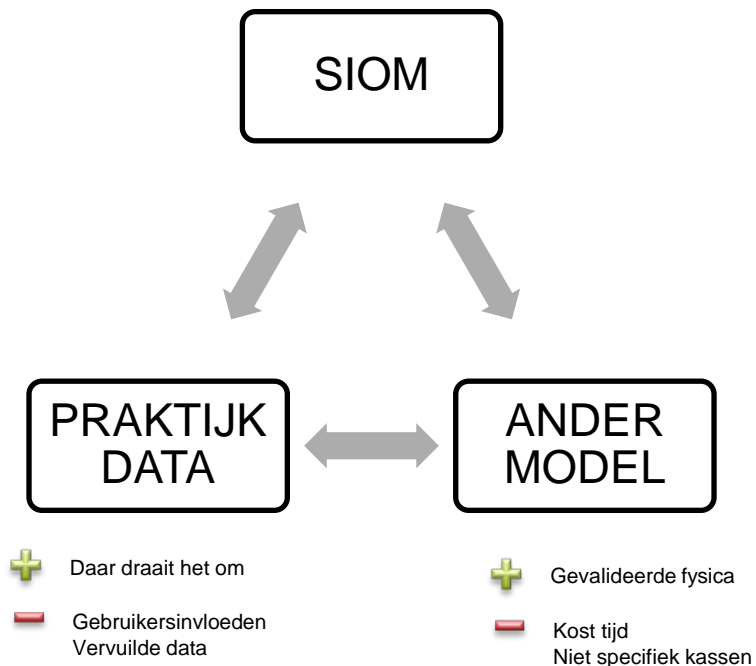 SIOM
PRAKTIJK
DATA
ANDER
MODEL
Daar draait het om
Gebruikersinvloeden
Vervuilde data
Gevalideerde fysica
Kost tijd
Niet specifiek kassen